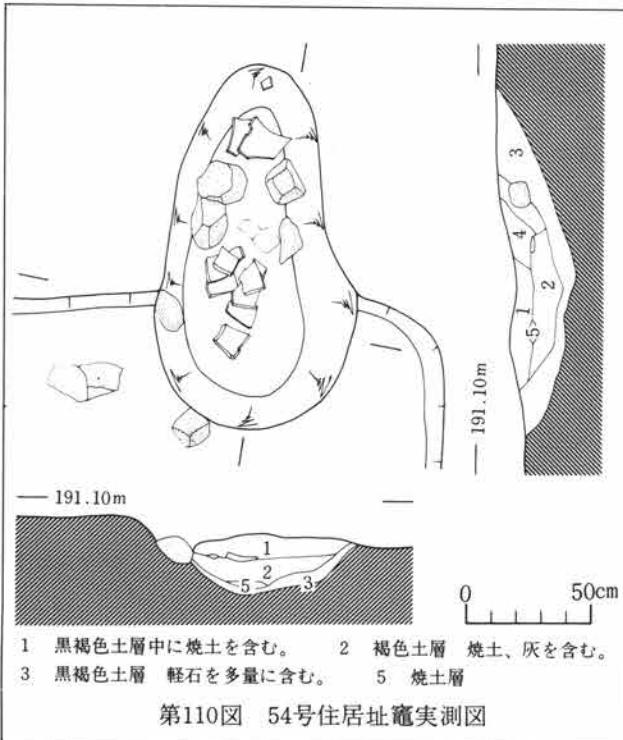 3
4
2
1
<5>
191.10m
191.10m
1
2
5
3
0 50cm
1 黒褐色土層中に焼土を含む。 2 褐色土層 焼土、灰を含む。
3 黒褐色土層 軽石を多量に含む。 5 焼土層
第110図 54号住居址竈実測図